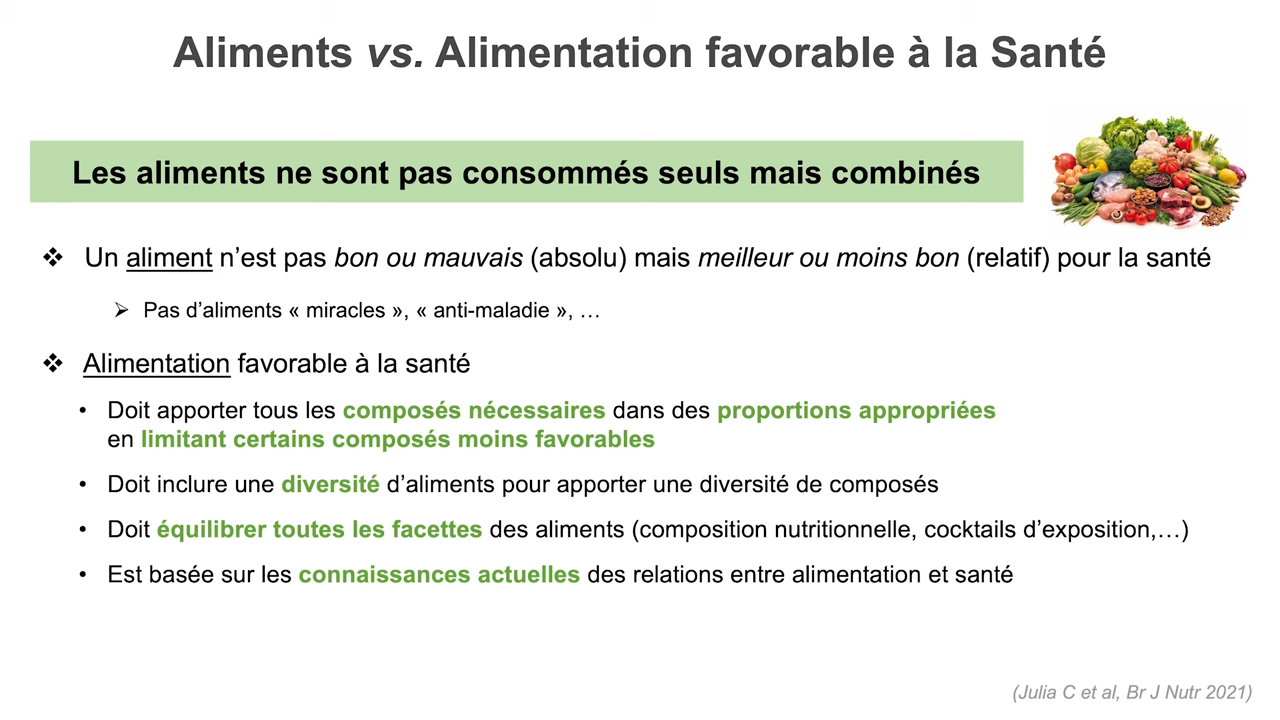 Aliments vs. Alimentation favorable à la Santé
Les aliments ne sont pas consommés seuls mais combinés
❖ Un aliment n’est pas bon ou mauvais (absolu) mais meilleur ou moins bon (relatif) pour la santé
➢ Pas d’aliments « miracles », « anti-maladie », …
❖ Alimentation favorable à la santé
• Doit apporter tous les composés nécessaires dans des proportions appropriées
en limitant certains composés moins favorables
• Doit inclure une diversité d’aliments pour apporter une diversité de composés
• Doit équilibrer toutes les facettes des aliments (composition nutritionnelle, cocktails d’exposition,…)
• Est basée sur les connaissances actuelles des relations entre alimentation et santé
(Julia C et al, Br J Nutr 2021)